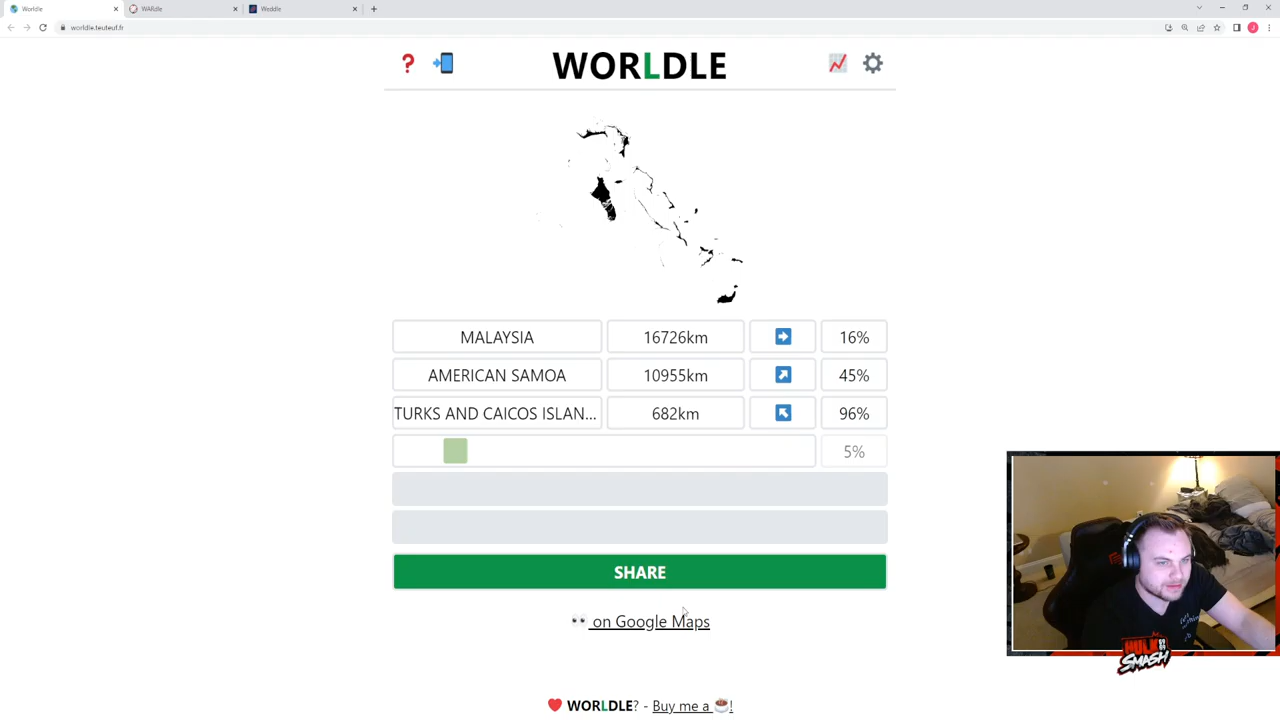 Worldle
WARdle
Weddle
worldle.teuteuf.fr
J
?
WORLDLE
MALAYSIA 16726km 16%
AMERICAN SAMOA 10955km 45%
TURKS AND CAICOS ISLAN... 682km 96%
5%
SHARE
on Google Maps
WORLDLE? - Buy me a !
HULK
SMASH